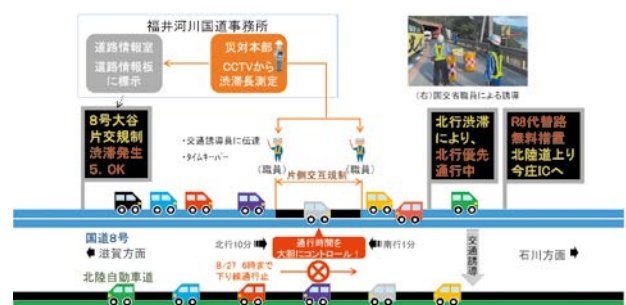 福井河川国道事務所
道路情報室
道路情報板
に標示
災対本部
CCTVから
渋滞長測定
(右)国交省職員による誘導
8号大谷
片交規制
渋滞発生
5.0K
・交通誘導員に伝達
・タイムキーパー
(職員)
(職員)
片側交互規制
北行渋滞
により、
北行優先
通行中
R8代替路
無料措置
北陸道上り
今庄ICへ
国道8号
滋賀方面
北行10分
通行時間を
大胆にコントロール!
南行1分
交通誘導
石川方面
8/27 6時まで
下り線通行止
北陸自動車道